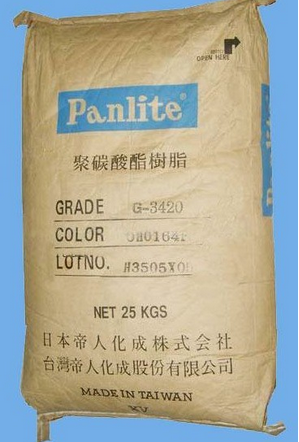 OPEN HERE
Panlite®
聚碳酸酯樹脂
GRADE G-3420
COLOR
LOTNO.
NET 25 KGS
日本帝人化成株式会社
台灣帝人化成股份有限公司
MADE IN TAIWAN